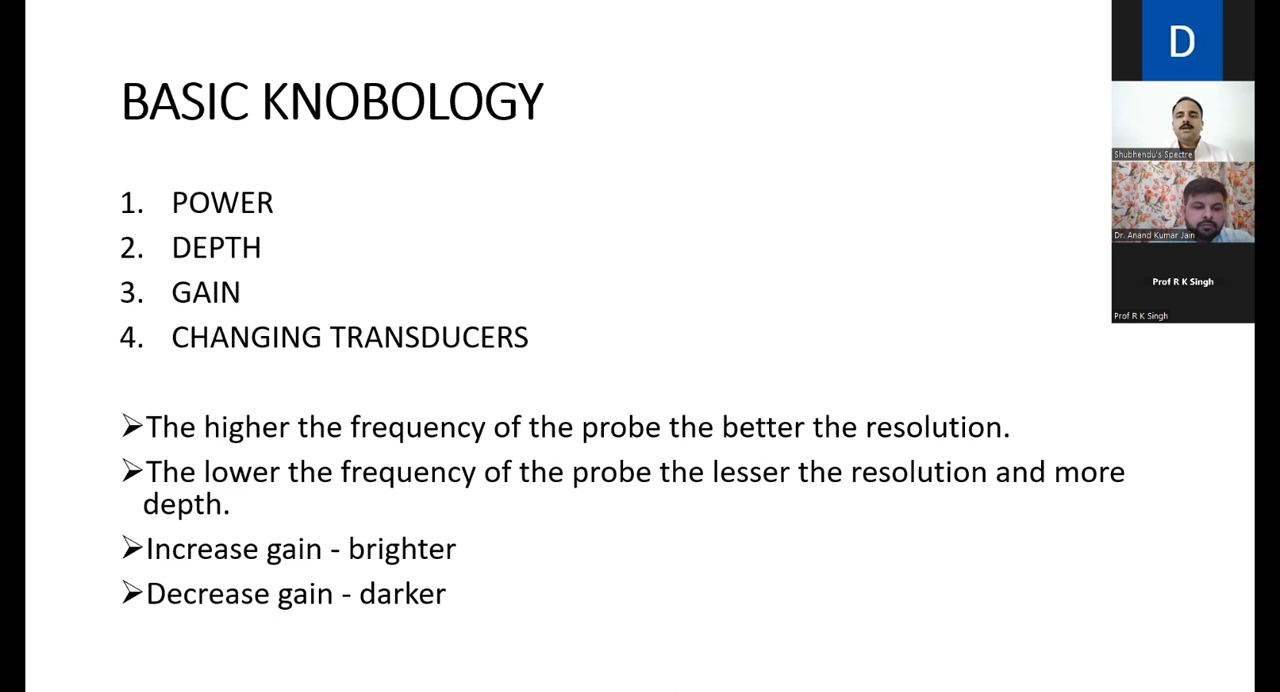 BASIC KNOBOLOGY
1. POWER
2. DEPTH
3. GAIN
4. CHANGING TRANSDUCERS
➢The higher the frequency of the probe the better the resolution.
➢The lower the frequency of the probe the lesser the resolution and more
depth.
➢Increase gain - brighter
➢Decrease gain - darker
D
Shubhendu's Spectre
Dr. Anand Kumar Jain
Prof R K Singh
Prof R K Singh